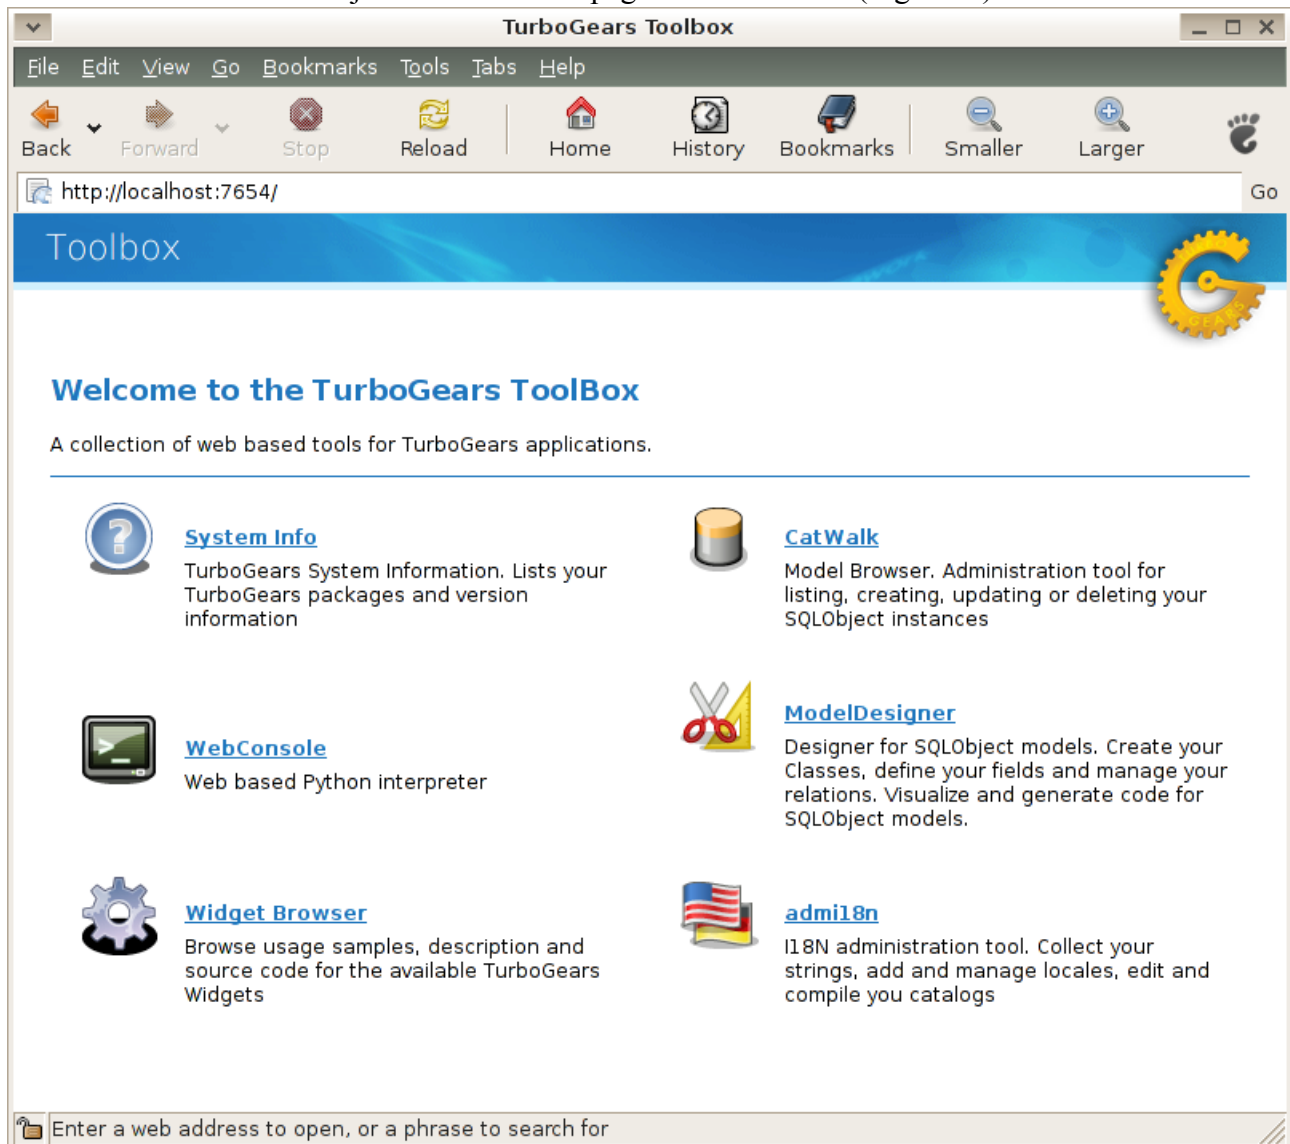 TurboGears Toolbox
File Edit View Go Bookmarks Tools Tabs Help
Back Forward Stop Reload Home History Bookmarks Smaller Larger
http://localhost:7654/ Go
Toolbox
GEARS
Welcome to the TurboGears ToolBox
A collection of web based tools for TurboGears applications.
System Info
TurboGears System Information. Lists your
TurboGears packages and version
information
CatWalk
Model Browser. Administration tool for
listing, creating, updating or deleting your
SQLObject instances
WebConsole
Web based Python interpreter
ModelDesigner
Designer for SQLObject models. Create your
Classes, define your fields and manage your
relations. Visualize and generate code for
SQLObject models.
Widget Browser
Browse usage samples, description and
source code for the available TurboGears
Widgets
admi18n
I18N administration tool. Collect your
strings, add and manage locales, edit and
compile you catalogs
Enter a web address to open, or a phrase to search for